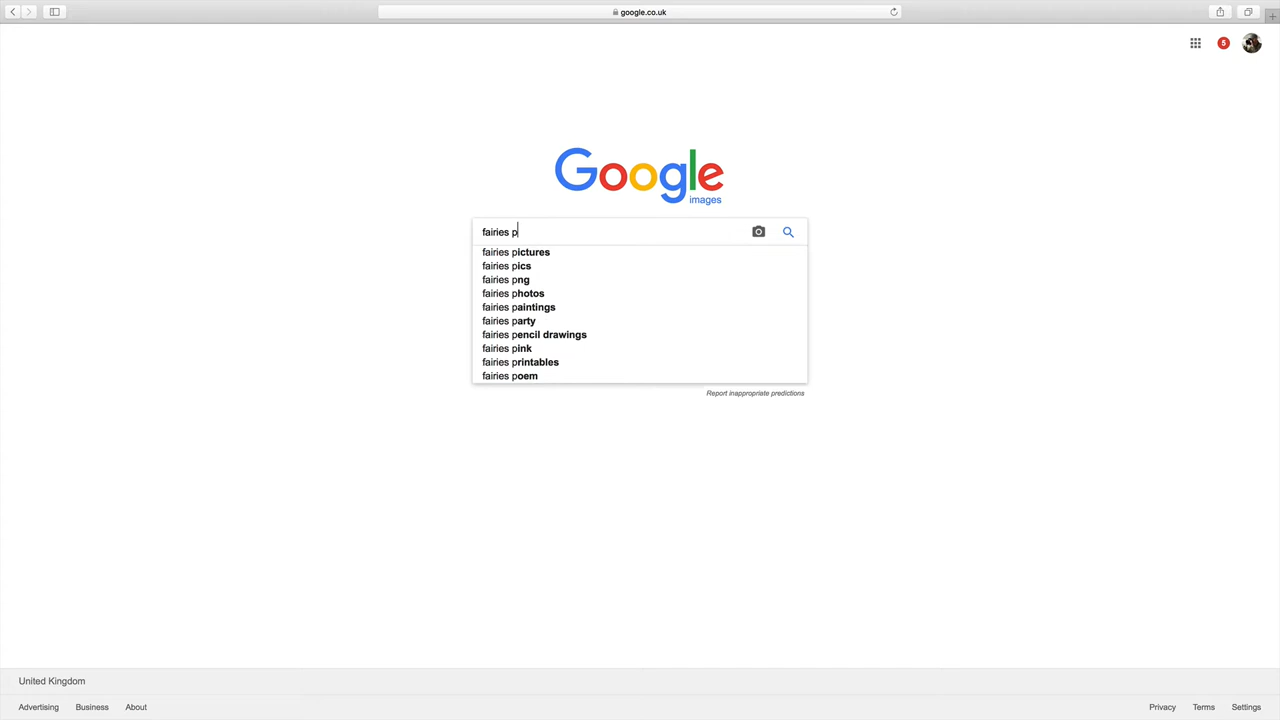 google.co.uk
5
Google
images
fairies p
fairies pictures
fairies pics
fairies png
fairies photos
fairies paintings
fairies party
fairies pencil drawings
fairies pink
fairies printables
fairies poem
Report inappropriate predictions
United Kingdom
Advertising Business About Privacy Terms Settings